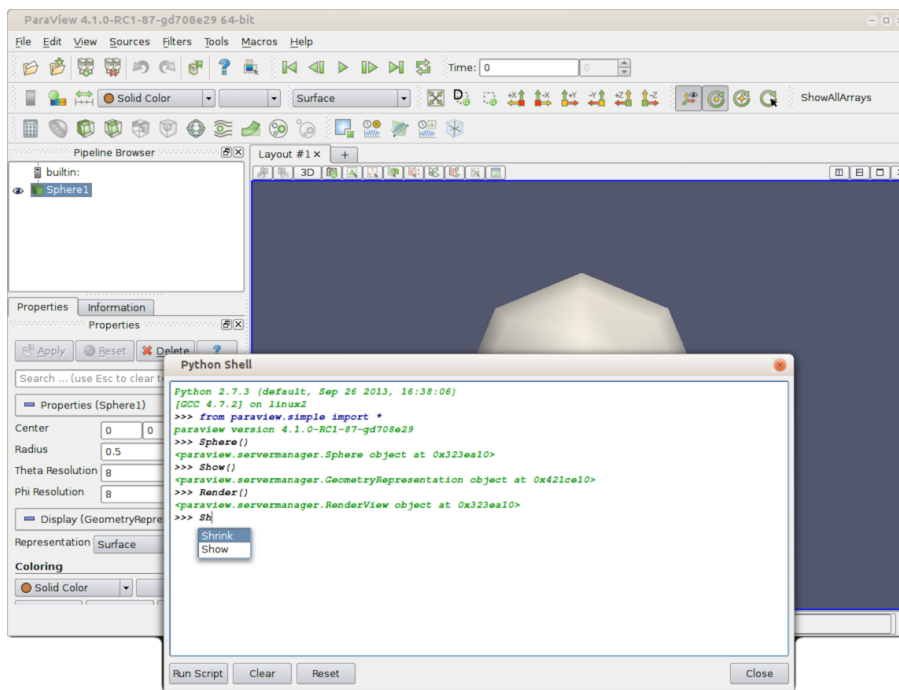 ParaView 4.1.0-RC1-87-gd708e29 64-bit
File Edit View Sources Filters Tools Macros Help
Time: 0 0
Solid Color Surface ShowAllArrays
Pipeline Browser
builtin:
Sphere1
Layout #1 × +
3D
Properties Information
Properties
Apply Reset Delete ?
Search ... (use Esc to clear t
Properties (Sphere1)
Center 0 0
Radius 0.5
Theta Resolution 8
Phi Resolution 8
Display (GeometryRepre
Representation Surface
Coloring
Solid Color
Python Shell
Python 2.7.3 (default, Sep 26 2013, 16:38:06)
[GCC 4.7.2] on linux2
>>> from paraview.simple import *
paraview version 4.1.0-RC1-87-gd708e29
>>> Sphere()
<paraview.servermanager.Sphere object at 0x323ea10>
>>> Show()
<paraview.servermanager.GeometryRepresentation object at 0x421ce10>
>>> Render()
<paraview.servermanager.RenderView object at 0x323ea10>
>>> Sh
Shrink
Show
Run Script Clear Reset Close